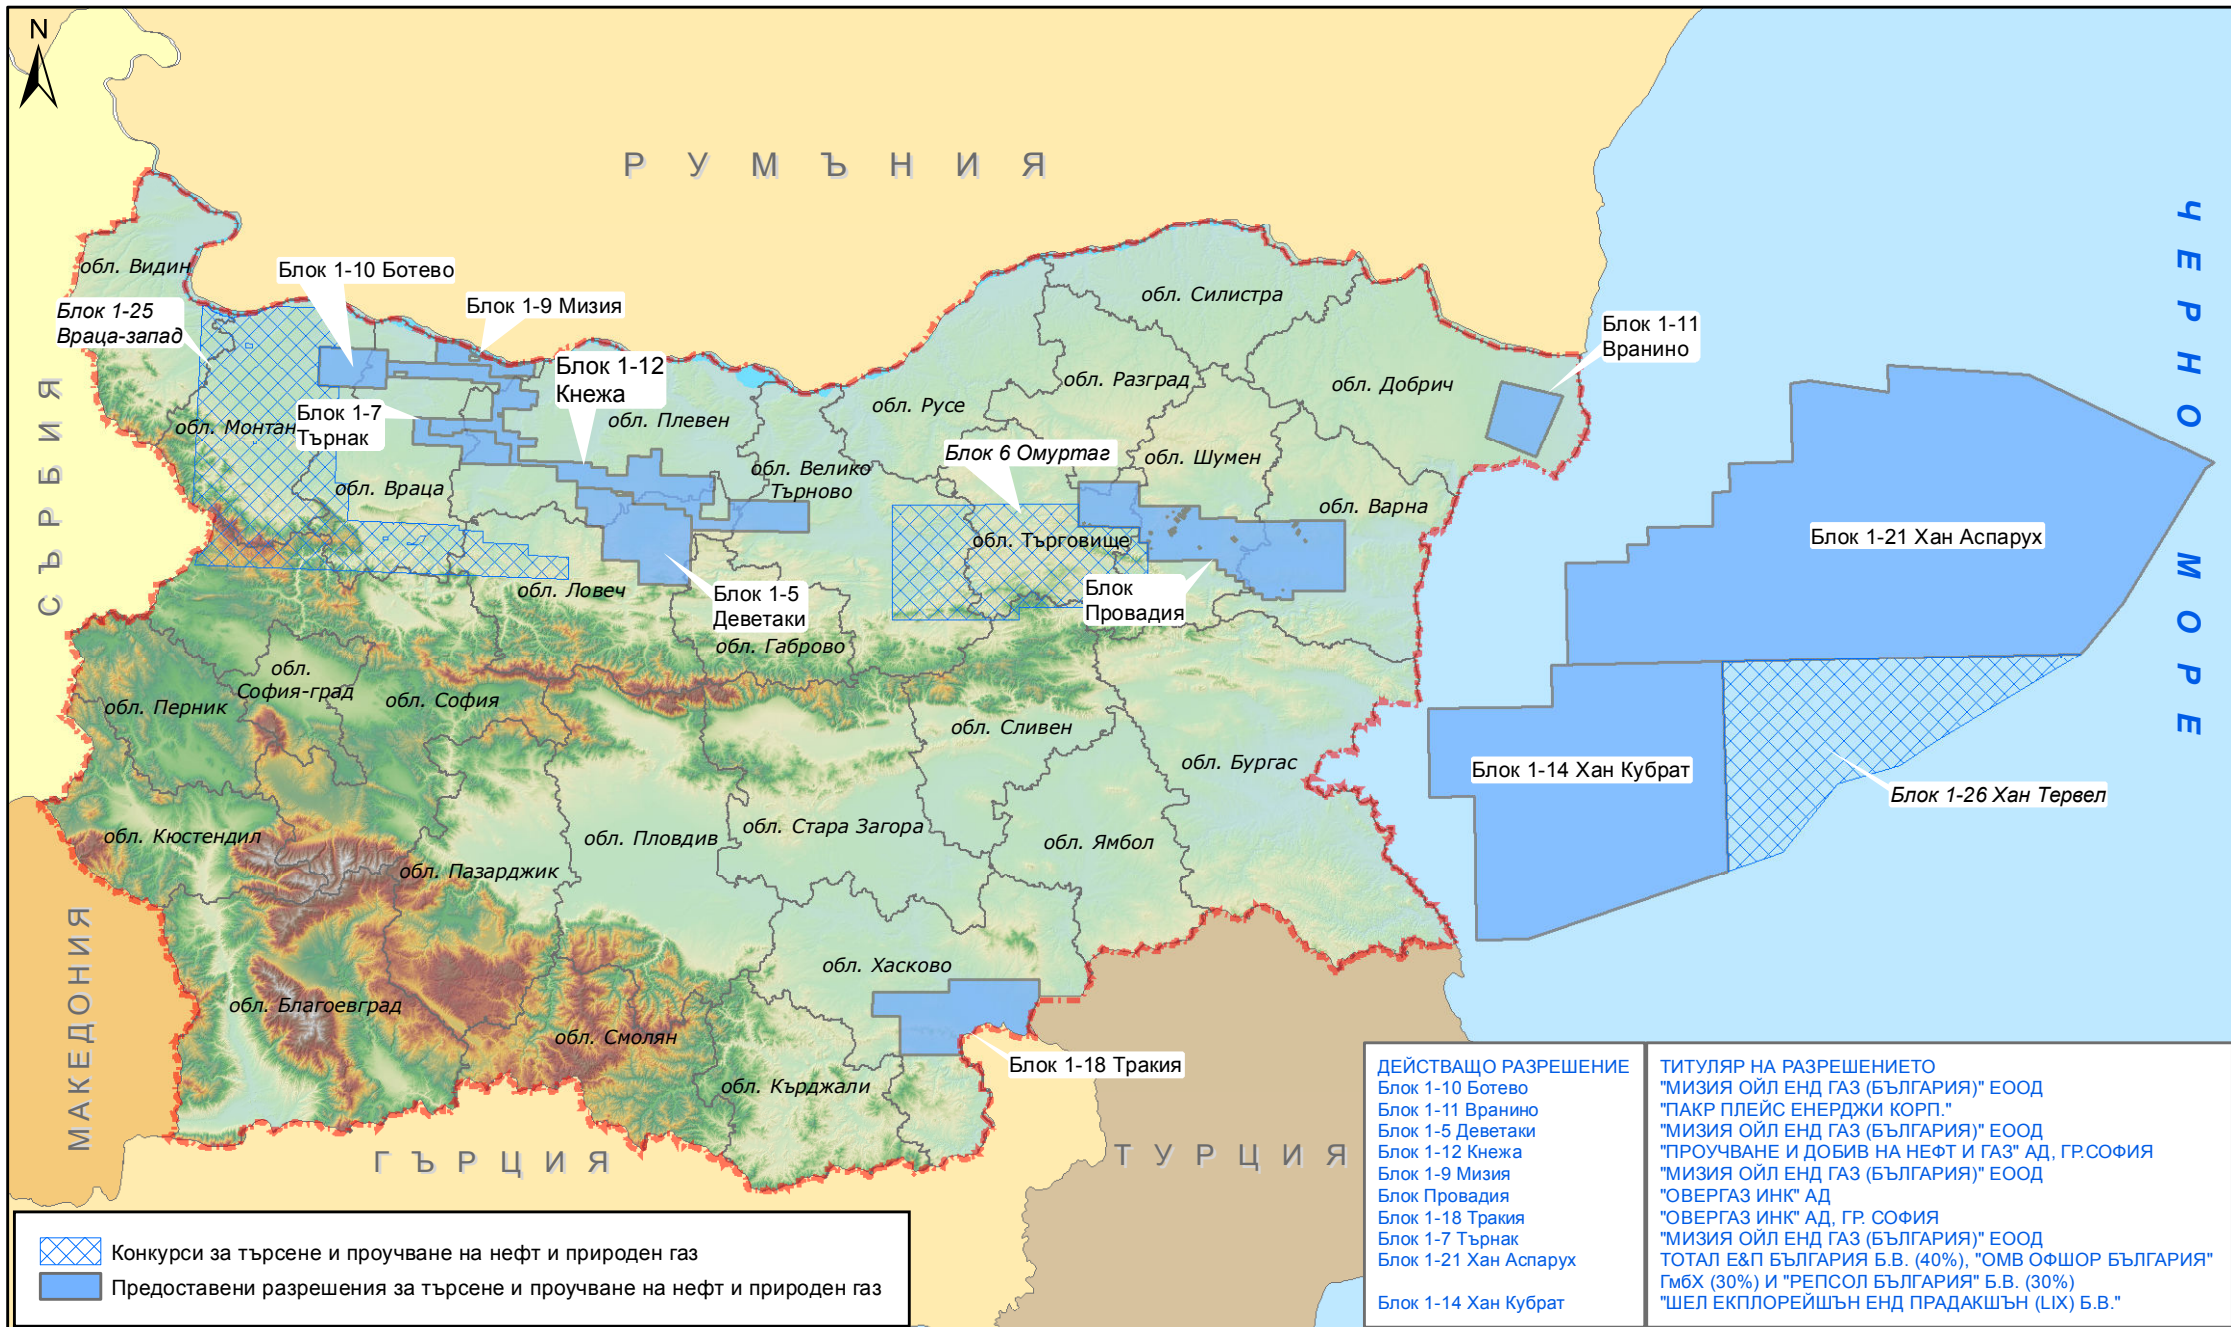 N
РУМЪНИЯ
СЪРБИЯ
МАКЕДОНИЯ
ГЪРЦИЯ
ТУРЦИЯ
ЧЕРНО МОРЕ
обл. Видин
Блок 1-10 Ботево
Блок 1-9 Мизия
Блок 1-25
Враца-запад
Блок 1-12
Кнежа
Блок 1-7
Търнак
обл. Монтан
обл. Плевен
обл. Враца
обл. Велико
Търново
обл. Русе
обл. Разград
обл. Силистра
обл. Добрич
Блок 1-11
Вранино
Блок 6 Омуртаг
обл. Шумен
обл. Варна
обл. Търговище
Блок
Провадия
Блок 1-5
Деветаки
обл. Ловеч
обл. Габрово
Блок 1-21 Хан Аспарух
обл.
София-град
обл. Перник
обл. София
обл. Сливен
обл. Бургас
Блок 1-14 Хан Кубрат
Блок 1-26 Хан Тервел
обл. Кюстендил
обл. Пазарджик
обл. Пловдив
обл. Стара Загора
обл. Ямбол
обл. Хасково
обл. Благоевград
обл. Смолян
Блок 1-18 Тракия
обл. Кърджали
Конкурси за търсене и проучване на нефт и природен газ
Предоставени разрешения за търсене и проучване на нефт и природен газ
ДЕЙСТВАЩО РАЗРЕШЕНИЕ ТИТУЛЯР НА РАЗРЕШЕНИЕТО
Блок 1-10 Ботево "МИЗИЯ ОЙЛ ЕНД ГАЗ (БЪЛГАРИЯ)" ЕООД
Блок 1-11 Вранино "ПАКР ПЛЕЙС ЕНЕРДЖИ КОРП."
Блок 1-5 Деветаки "МИЗИЯ ОЙЛ ЕНД ГАЗ (БЪЛГАРИЯ)" ЕООД
Блок 1-12 Кнежа "ПРОУЧВАНЕ И ДОБИВ НА НЕФТ И ГАЗ" АД, ГР.СОФИЯ
Блок 1-9 Мизия "МИЗИЯ ОЙЛ ЕНД ГАЗ (БЪЛГАРИЯ)" ЕООД
Блок Провадия "ОВЕРГАЗ ИНК" АД
Блок 1-18 Тракия "ОВЕРГАЗ ИНК" АД, ГР. СОФИЯ
Блок 1-7 Търнак "МИЗИЯ ОЙЛ ЕНД ГАЗ (БЪЛГАРИЯ)" ЕООД
Блок 1-21 Хан Аспарух ТОТАЛ Е&П БЪЛГАРИЯ Б.В. (40%), "ОМВ ОФШОР БЪЛГАРИЯ"
ГмбХ (30%) И "РЕПСОЛ БЪЛГАРИЯ" Б.В. (30%)
Блок 1-14 Хан Кубрат "ШЕЛ ЕКПЛОРЕЙШЪН ЕНД ПРАДАКШЪН (LIX) Б.В."